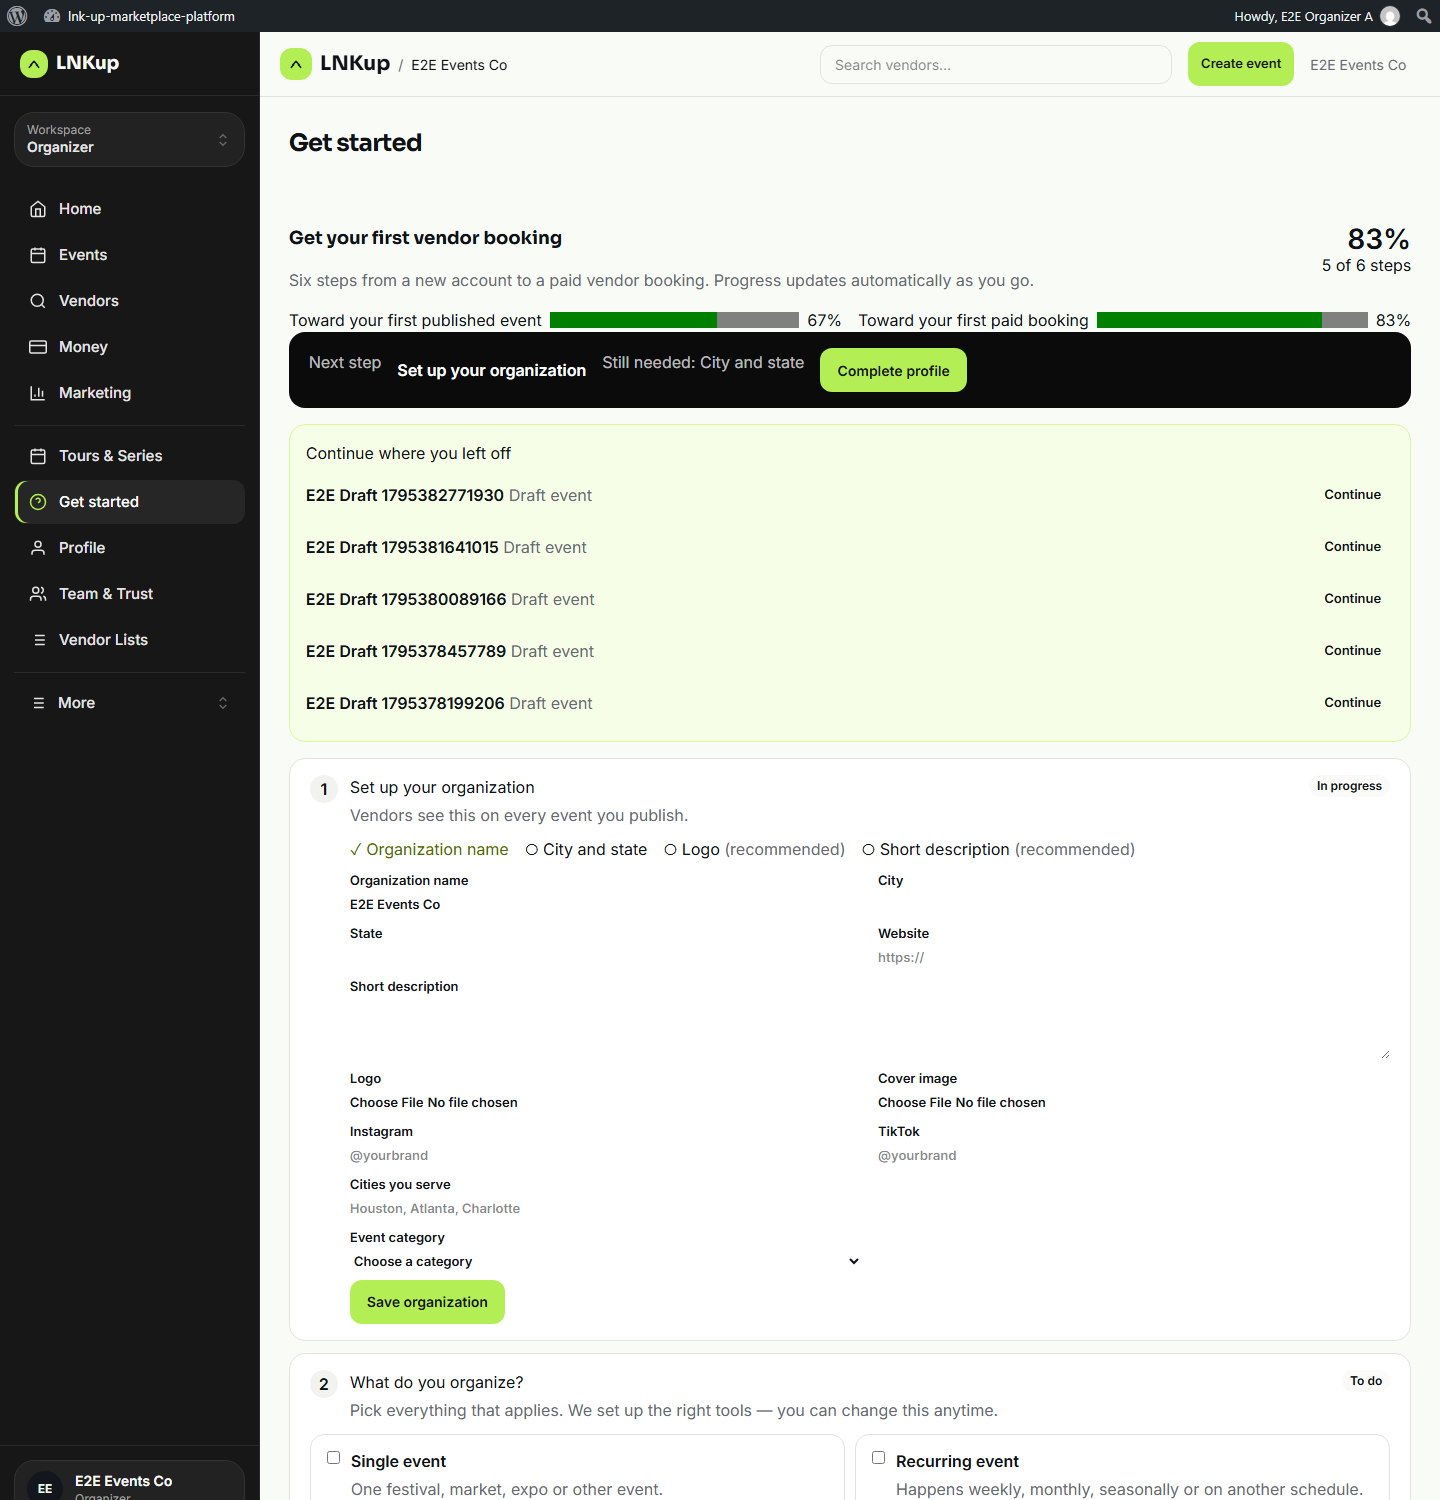 lnk-up-marketplace-platform
Howdy, E2E Organizer A
LNKup
LNKup / E2E Events Co
Search vendors...
Create event
E2E Events Co
Workspace
Organizer
Home
Events
Vendors
Money
Marketing
Tours & Series
Get started
Profile
Team & Trust
Vendor Lists
More
EE
E2E Events Co
Organizer
Get started
Get your first vendor booking
83%
5 of 6 steps
Six steps from a new account to a paid vendor booking. Progress updates automatically as you go.
Toward your first published event 67% Toward your first paid booking 83%
Next step Set up your organization Still needed: City and state Complete profile
Continue where you left off
E2E Draft 1795382771930 Draft event Continue
E2E Draft 1795381641015 Draft event Continue
E2E Draft 1795380089166 Draft event Continue
E2E Draft 1795378457789 Draft event Continue
E2E Draft 1795378199206 Draft event Continue
1 Set up your organization In progress
Vendors see this on every event you publish.
✓ Organization name ○ City and state ○ Logo (recommended) ○ Short description (recommended)
Organization name City
E2E Events Co
State Website
https://
Short description
Logo Cover image
Choose File No file chosen Choose File No file chosen
Instagram TikTok
@yourbrand @yourbrand
Cities you serve
Houston, Atlanta, Charlotte
Event category
Choose a category
Save organization
2 What do you organize? To do
Pick everything that applies. We set up the right tools — you can change this anytime.
Single event Recurring event
One festival, market, expo or other event. Happens weekly, monthly, seasonally or on another schedule.